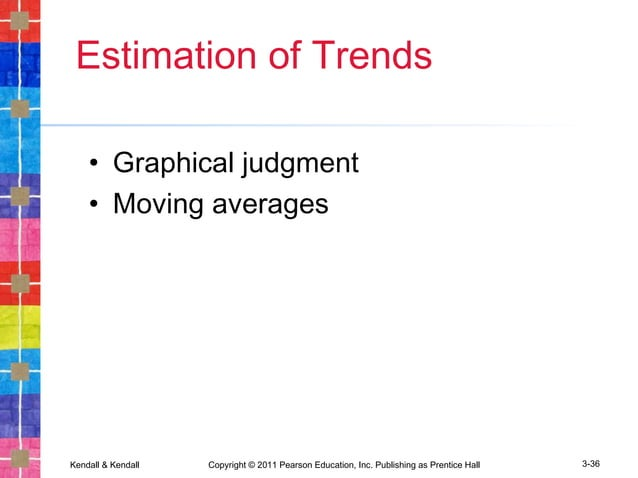 Estimation of Trends
• Graphical judgment
• Moving averages
Kendall & Kendall
Copyright © 2011 Pearson Education, Inc. Publishing as Prentice Hall
3-36